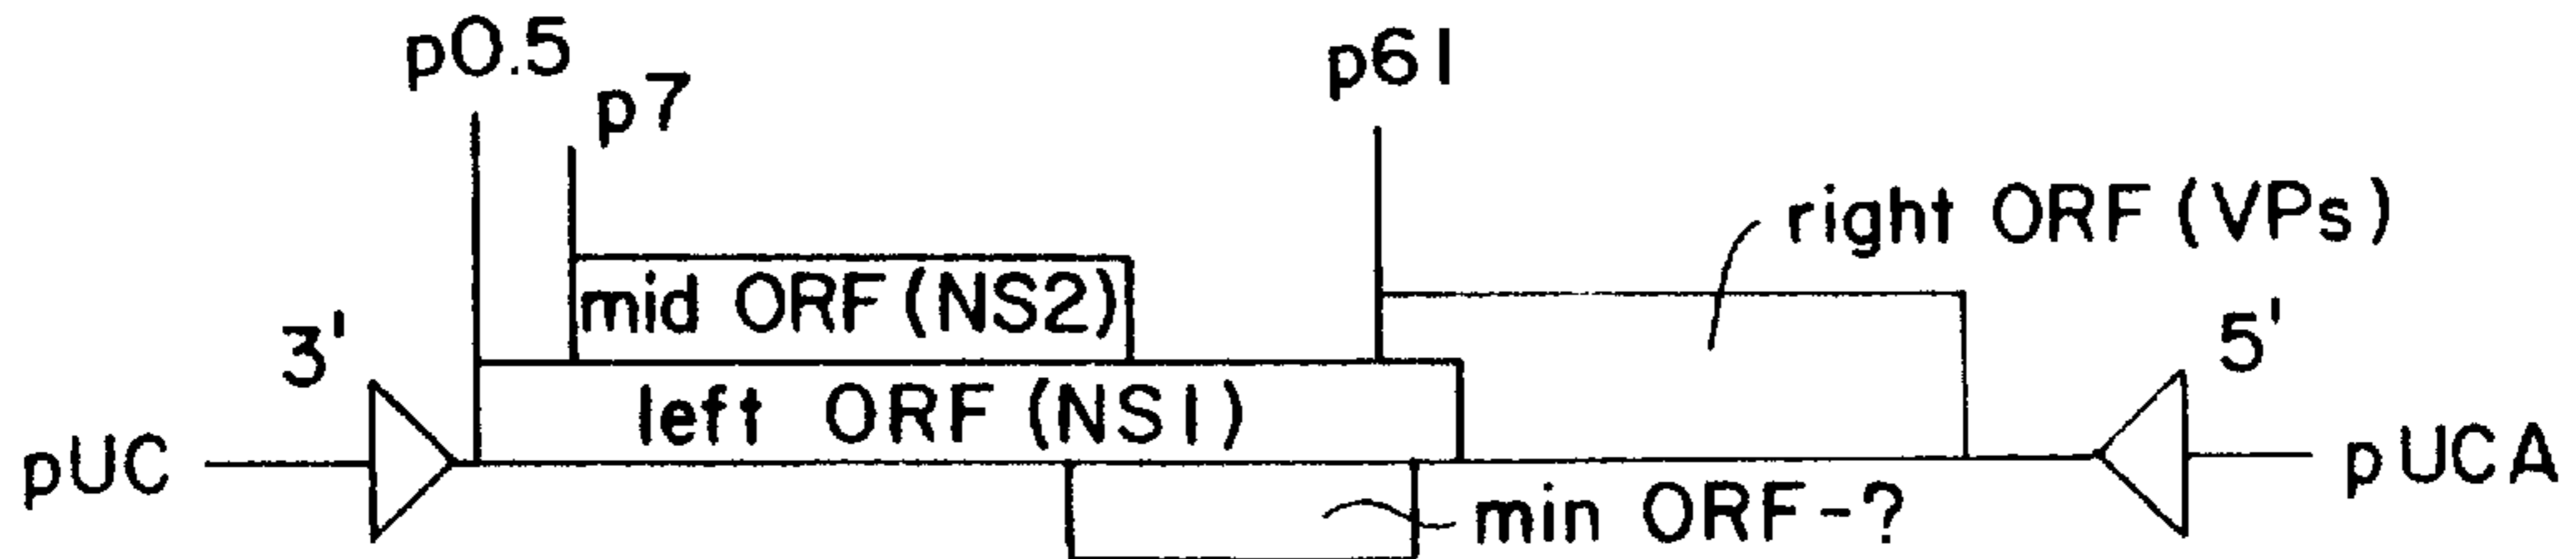 p0.5
p7
p61
right ORF (VPs)
mid ORF (NS2)
3'
5'
left ORF (NS1)
pUC
pUCA
min ORF-?